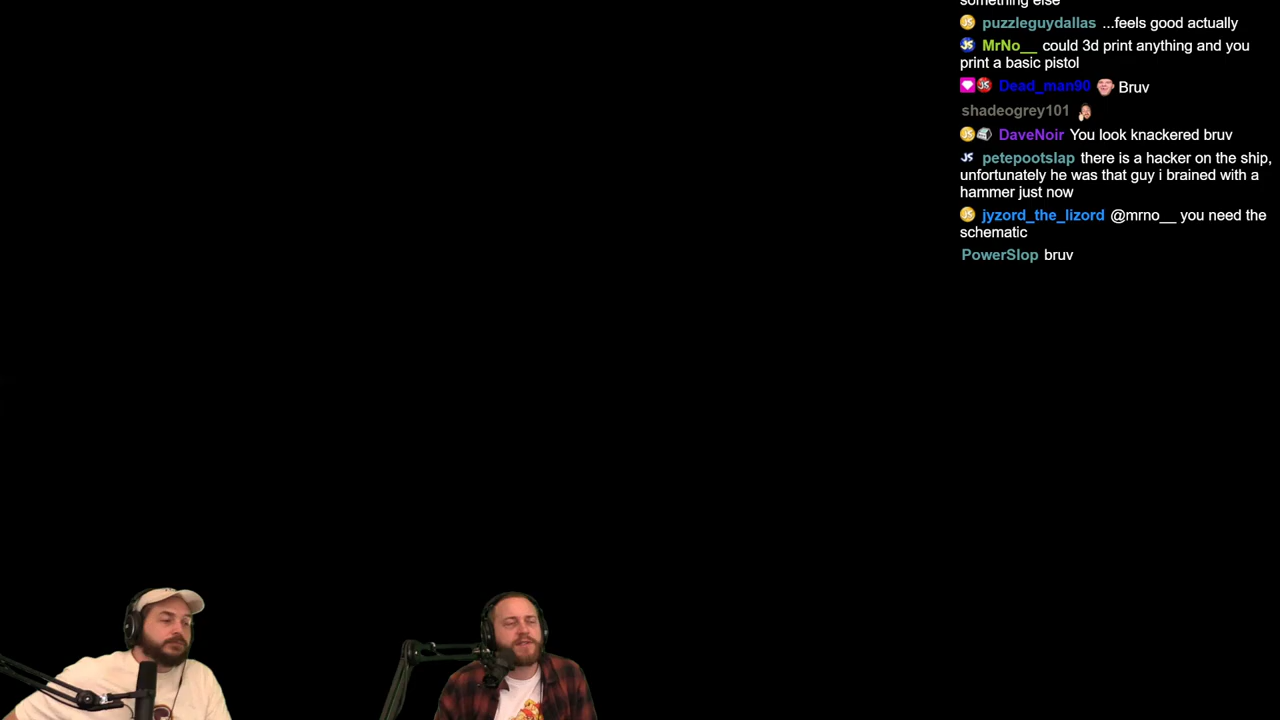 something else
puzzleguydallas ...feels good actually
MrNo__ could 3d print anything and you
print a basic pistol
Dead_man90 Bruv
shadeogrey101
DaveNoir You look knackered bruv
petepootslap there is a hacker on the ship,
unfortunately he was that guy i brained with a
hammer just now
jyzord_the_lizord @mrno__ you need the
schematic
PowerSlop bruv